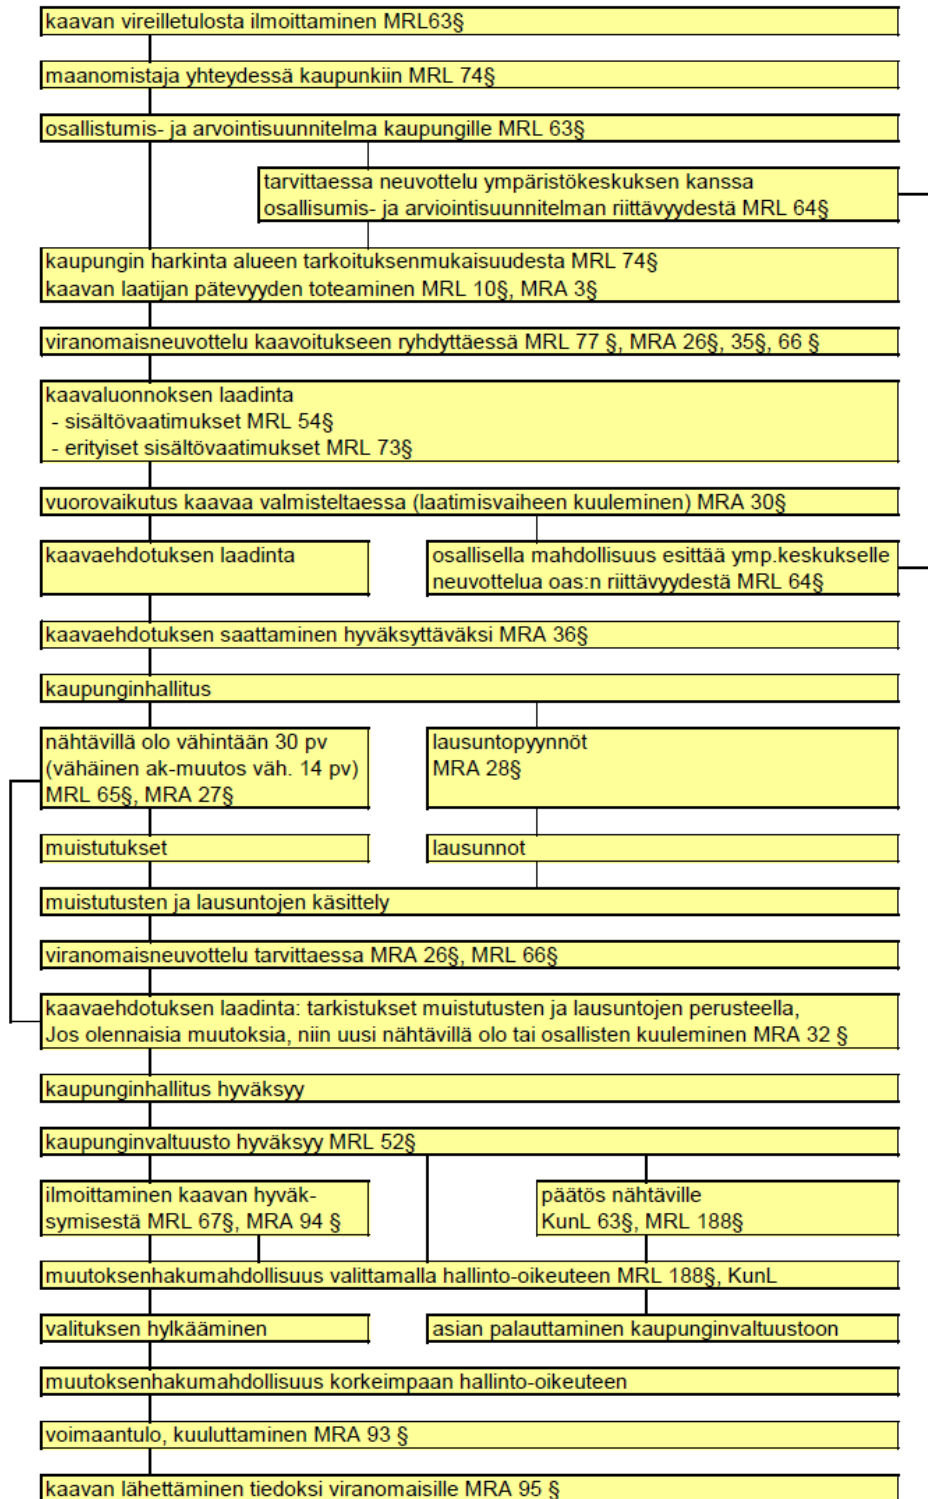 kaavan vireilletulosta ilmoittaminen MRL63§
maanomistaja yhteydessä kaupunkiin MRL 74§
osallistumis- ja arvointisuunnitelma kaupungille MRL 63§
tarvittaessa neuvottelu ympäristökeskuksen kanssa
osallisumis- ja arviointisuunnitelman riittävyydestä MRL 64§
kaupungin harkinta alueen tarkoituksenmukaisuudesta MRL 74§
kaavan laatijan pätevyyden toteaminen MRL 10§, MRA 3§
viranomaisneuvottelu kaavoitukseen ryhdyttäessä MRL 77 §, MRA 26§, 35§, 66 §
kaavaluonnoksen laadinta
- sisältövaatimukset MRL 54§
- erityiset sisältövaatimukset MRL 73§
vuorovaikutus kaavaa valmisteltaessa (laatimisvaiheen kuuleminen) MRA 30§
kaavaehdotuksen laadinta
osallisella mahdollisuus esittää ymp.keskukselle
neuvottelua oas:n riittävyydestä MRL 64§
kaavaehdotuksen saattaminen hyväksyttäväksi MRA 36§
kaupunginhallitus
nähtävillä olo vähintään 30 pv
(vähäinen ak-muutos väh. 14 pv)
MRL 65§, MRA 27§
lausuntopyynnöt
MRA 28§
muistutukset
lausunnot
muistutusten ja lausuntojen käsittely
viranomaisneuvottelu tarvittaessa MRA 26§, MRL 66§
kaavaehdotuksen laadinta: tarkistukset muistutusten ja lausuntojen perusteella,
Jos olennaisia muutoksia, niin uusi nähtävillä olo tai osallisten kuuleminen MRA 32 §
kaupunginhallitus hyväksyy
kaupunginvaltuusto hyväksyy MRL 52§
ilmoittaminen kaavan hyväk-
symisestä MRL 67§, MRA 94 §
päätös nähtäville
KunL 63§, MRL 188§
muutoksenhakumahdollisuus valittamalla hallinto-oikeuteen MRL 188§, KunL
valituksen hylkääminen
asian palauttaminen kaupunginvaltuustoon
muutoksenhakumahdollisuus korkeimpaan hallinto-oikeuteen
voimaantulo, kuuluttaminen MRA 93 §
kaavan lähettäminen tiedoksi viranomaisille MRA 95 §